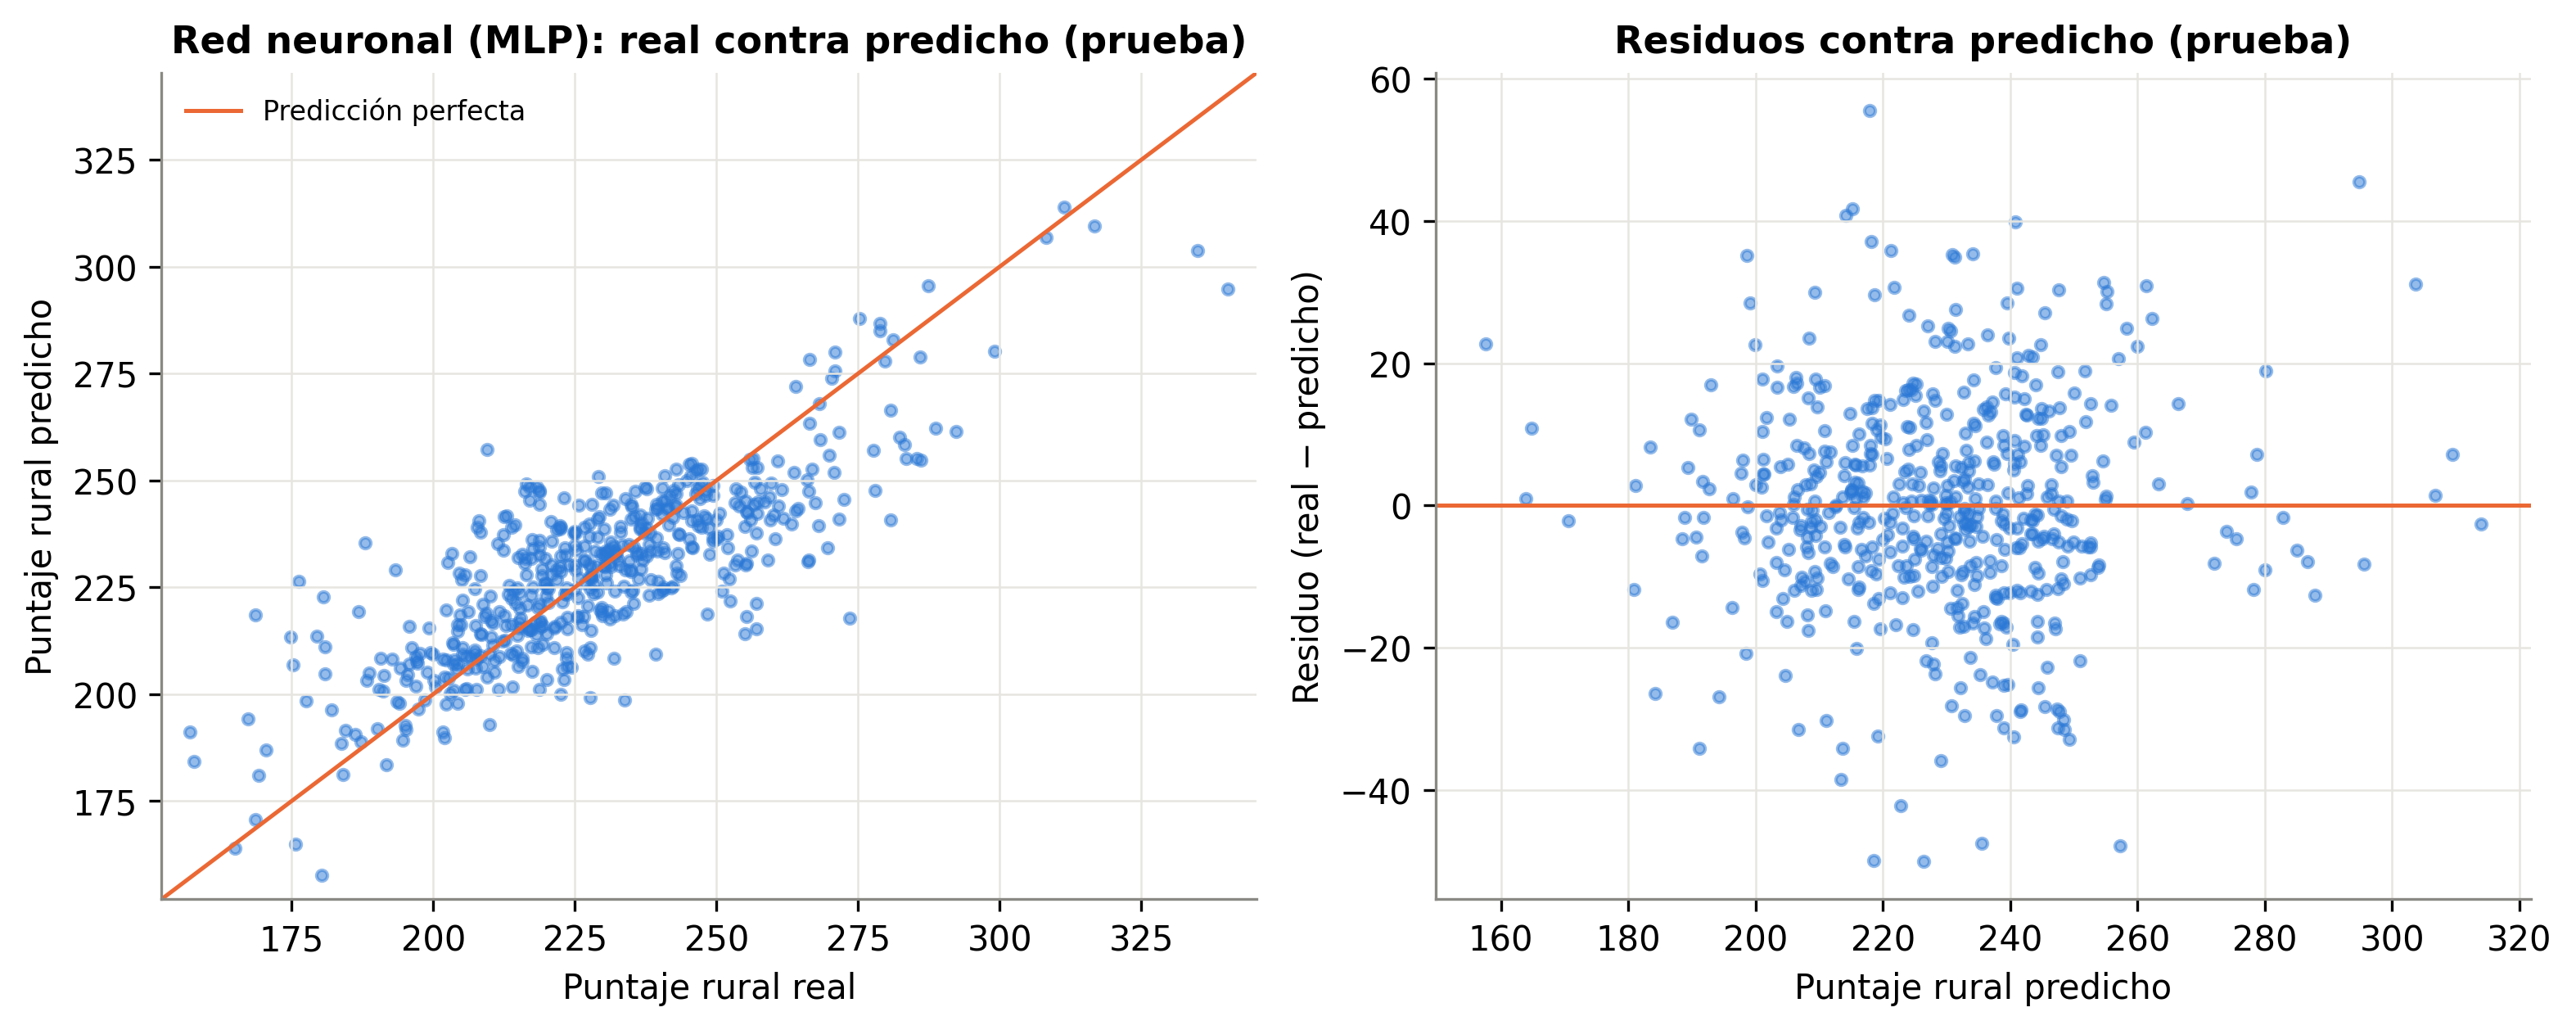 Red neuronal (MLP): real contra predicho (prueba)
Predicción perfecta
Puntaje rural predicho
325
300
275
250
225
200
175
175 200 225 250 275 300 325
Puntaje rural real
Residuos contra predicho (prueba)
Residuo (real − predicho)
60
40
20
0
−20
−40
160 180 200 220 240 260 280 300 320
Puntaje rural predicho